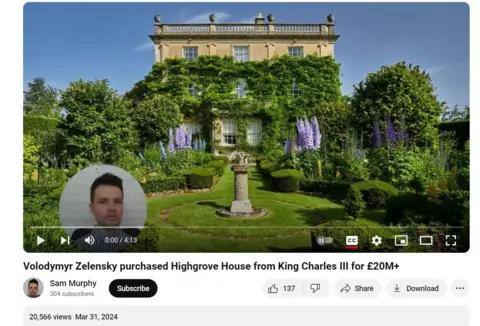 0:00 / 4:13
CC
Volodymyr Zelensky purchased Highgrove House from King Charles III for £20M+
Sam Murphy
304 subscribers
Subscribe
137
Share
Download
20,566 views Mar 31, 2024